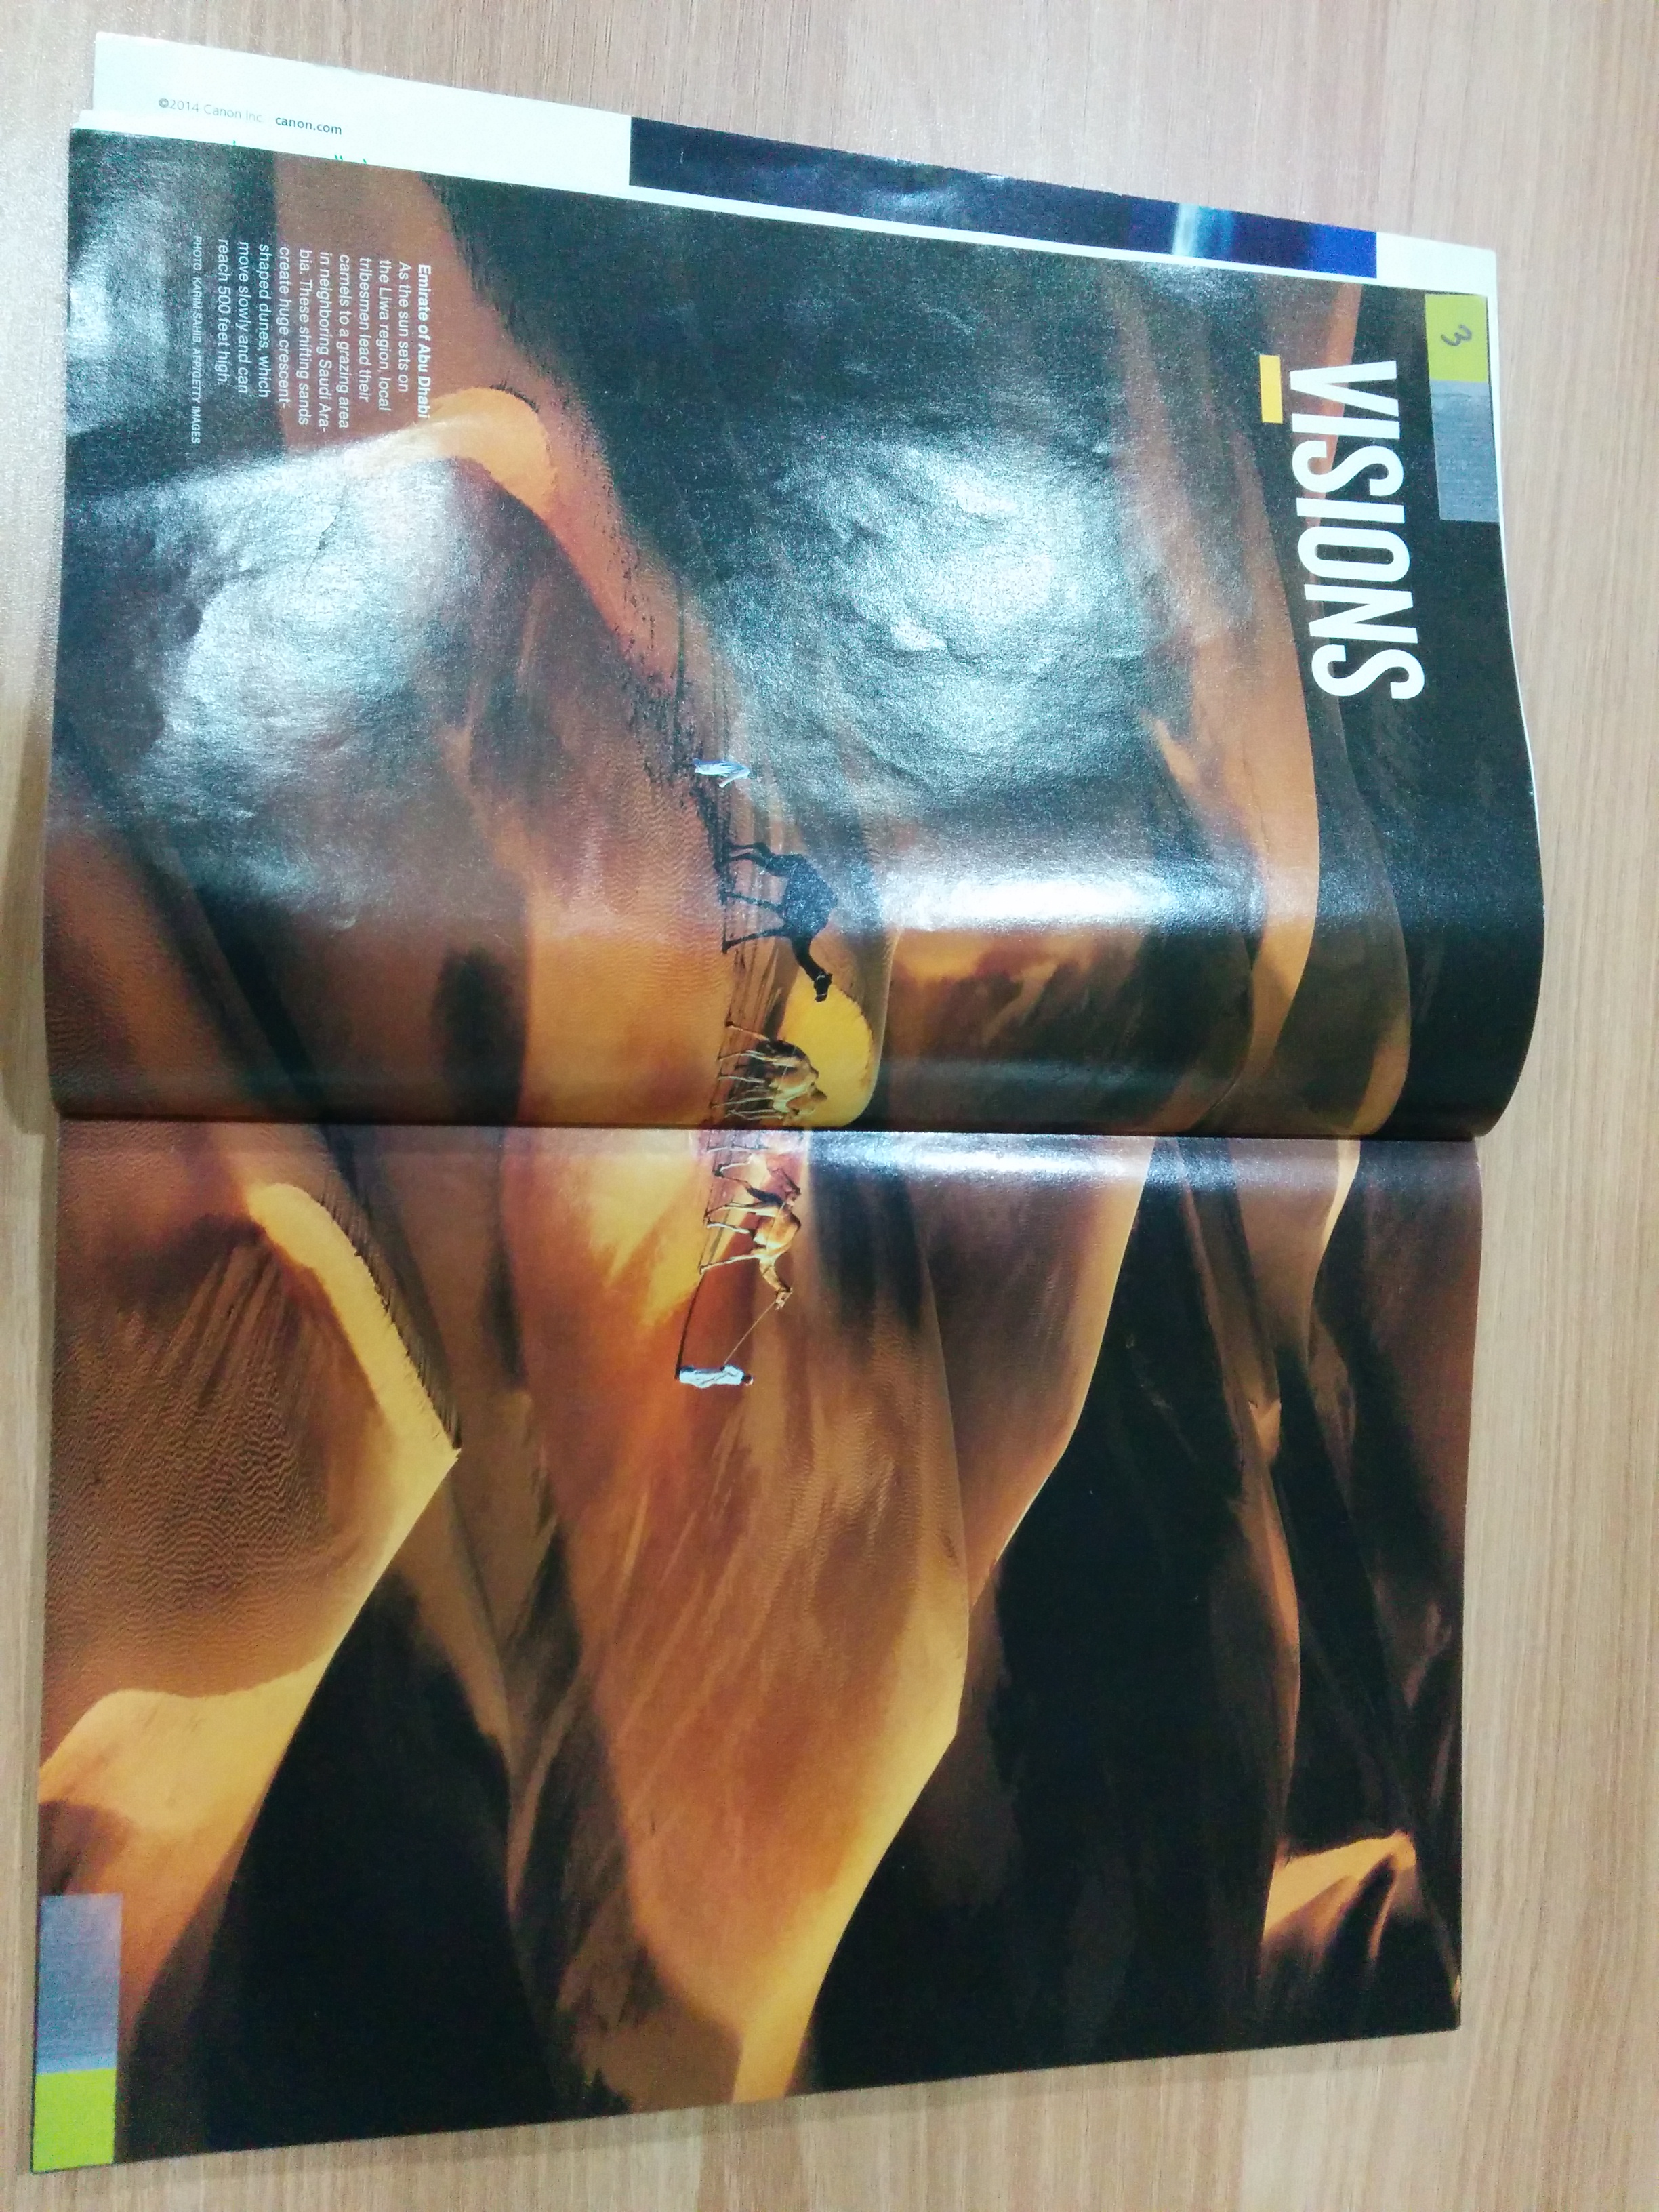 ©2014 Canon Inc. canon.com
3
VISIONS
Emirate of Abu Dhabi
As the sun sets on
the Liwa region, local
tribesmen lead their
camels to a grazing area
in neighboring Saudi Ara-
bia. These shifting sands
create huge crescent-
shaped dunes, which
move slowly and can
reach 500 feet high.
PHOTO: KARIM SAHIB, AFP/GETTY IMAGES